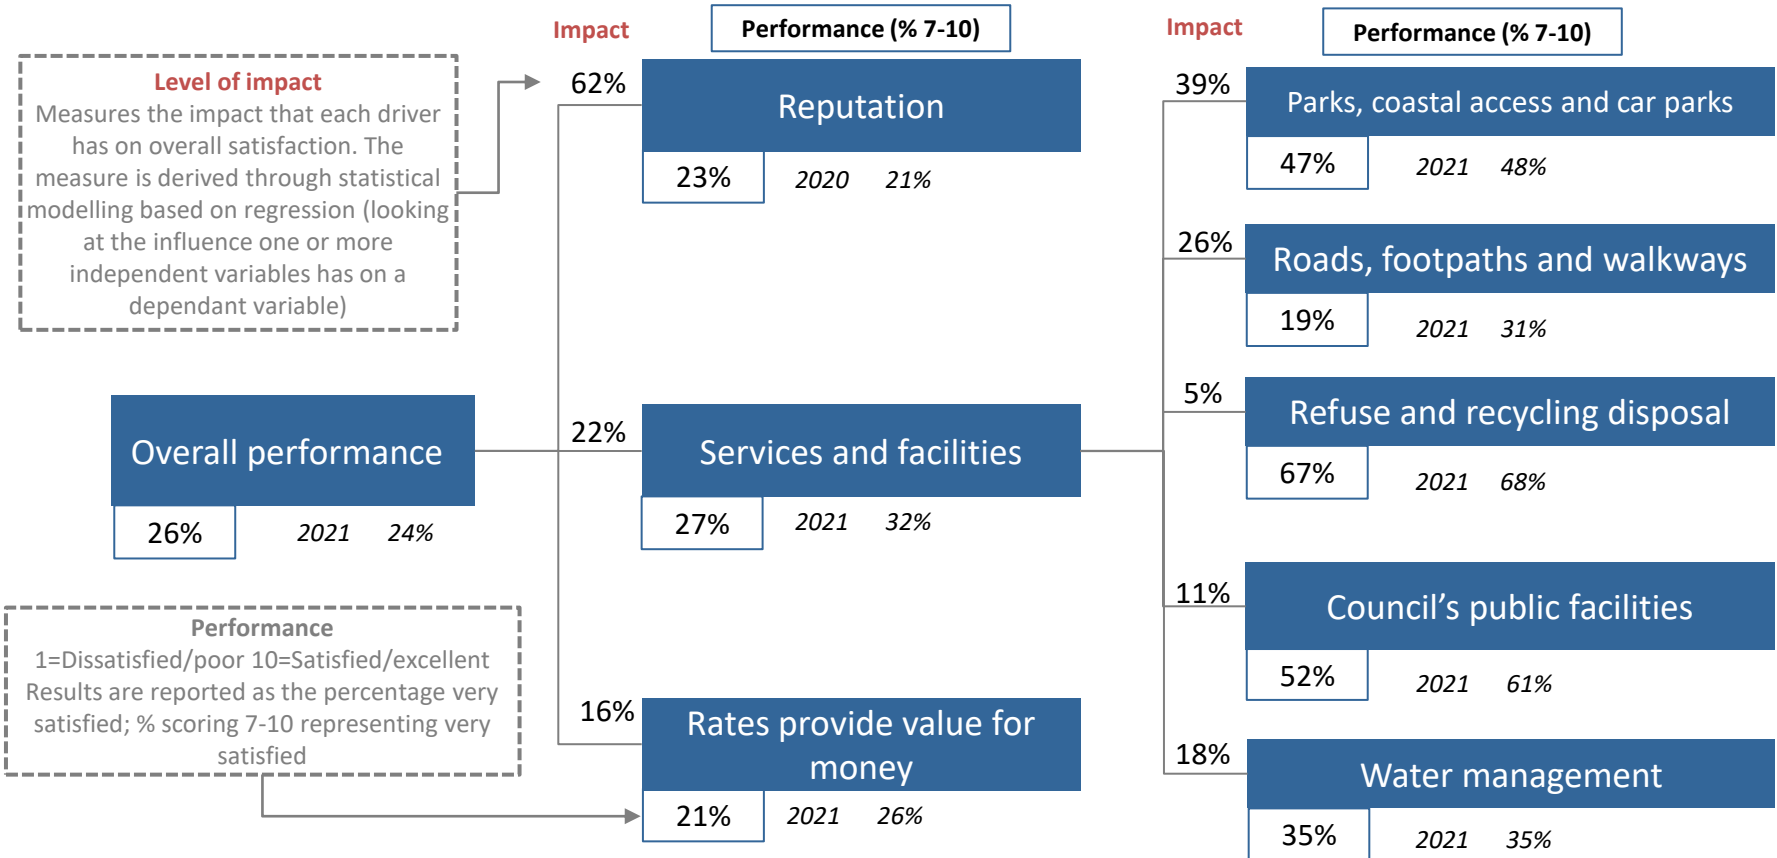 Impact
Performance (% 7-10)
Impact
Performance (% 7-10)
Level of impact
Measures the impact that each driver
has on overall satisfaction. The
measure is derived through statistical
modelling based on regression (looking
at the influence one or more
independent variables has on a
dependant variable)
Overall performance
26%
2021 24%
Performance
1=Dissatisfied/poor 10=Satisfied/excellent
Results are reported as the percentage very
satisfied; % scoring 7-10 representing very
satisfied
62%
Reputation
23%
2020 21%
22%
Services and facilities
27%
2021 32%
16%
Rates provide value for
money
21%
2021 26%
39%
Parks, coastal access and car parks
47%
2021 48%
26%
Roads, footpaths and walkways
19%
2021 31%
5%
Refuse and recycling disposal
67%
2021 68%
11%
Council’s public facilities
52%
2021 61%
18%
Water management
35%
2021 35%